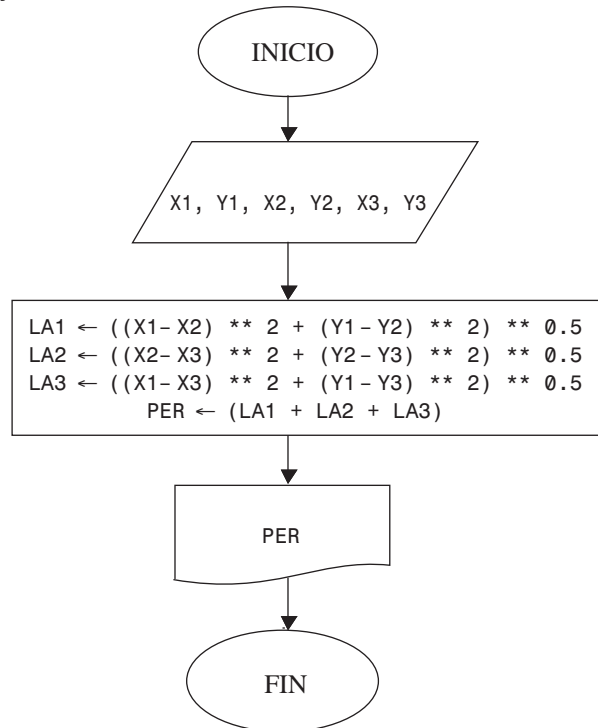 INICIO
X1, Y1, X2, Y2, X3, Y3
LA1 ← ((X1–X2) ** 2 + (Y1–Y2) ** 2) ** 0.5
LA2 ← ((X2–X3) ** 2 + (Y2–Y3) ** 2) ** 0.5
LA3 ← ((X1–X3) ** 2 + (Y1–Y3) ** 2) ** 0.5
PER ← (LA1 + LA2 + LA3)
PER
FIN